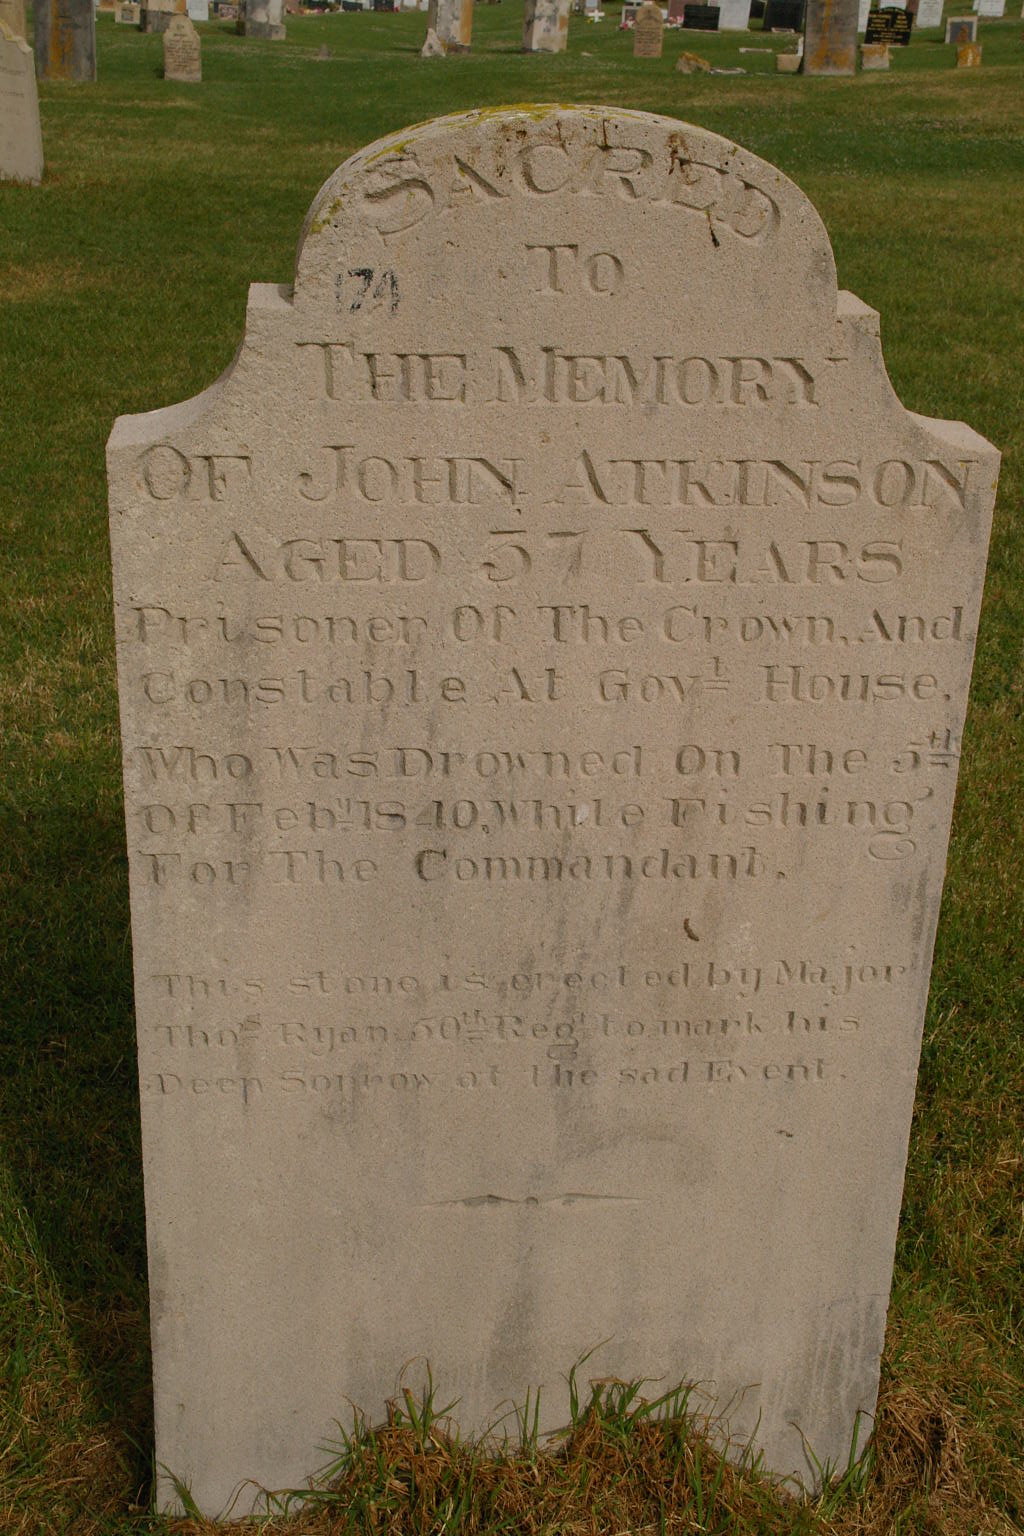 SACRED
TO
174
THE MEMORY
OF JOHN ATKINSON
AGED 37 YEARS
Prisoner Of The Crown, And
Constable At Govt House,
Who Was Drowned On The 5th
Of Feby 1840, While Fishing
For The Commandant.
This stone is erected by Major
Thos Ryan 50th Regt to mark his
Deep Sorrow at the sad Event.